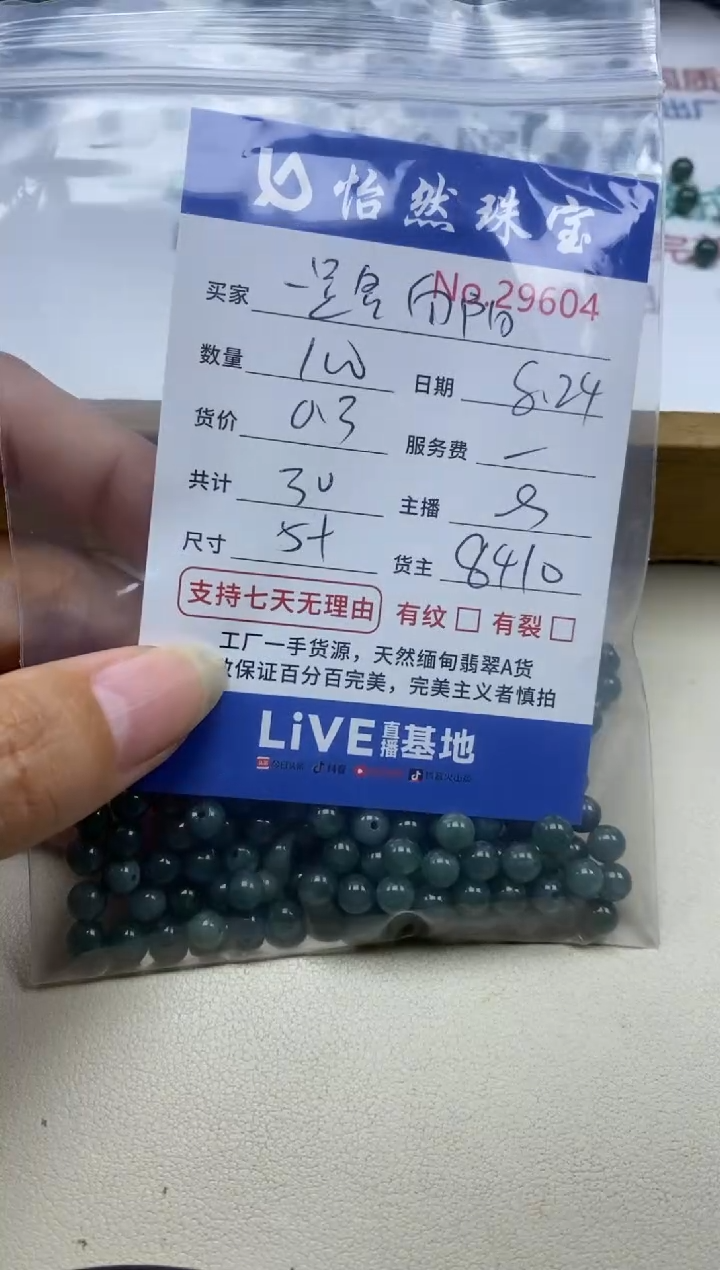 怡然珠宝
No.29604
买家
数量 100 日期 8.24
货价 0.3 服务费 一
共计 30 主播
尺寸 5+ 货主 8410
支持七天无理由 有纹 □ 有裂 □
工厂一手货源，天然缅甸翡翠A货
保证百分百完美，完美主义者慎拍
LiVE直播基地